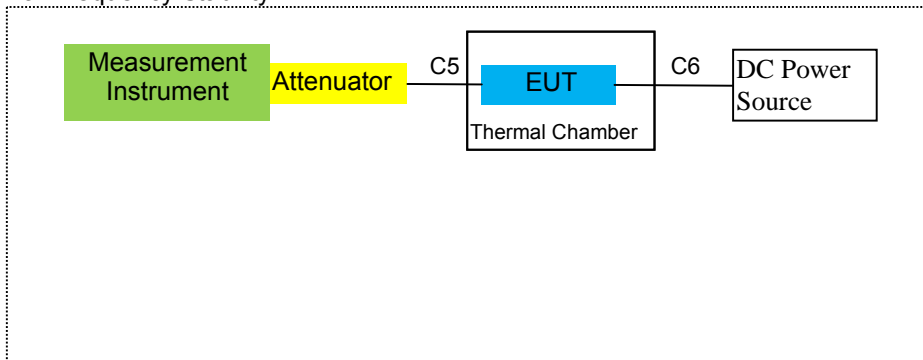 Measurement
Instrument
Attenuator
C5
EUT
Thermal Chamber
C6
DC Power
Source